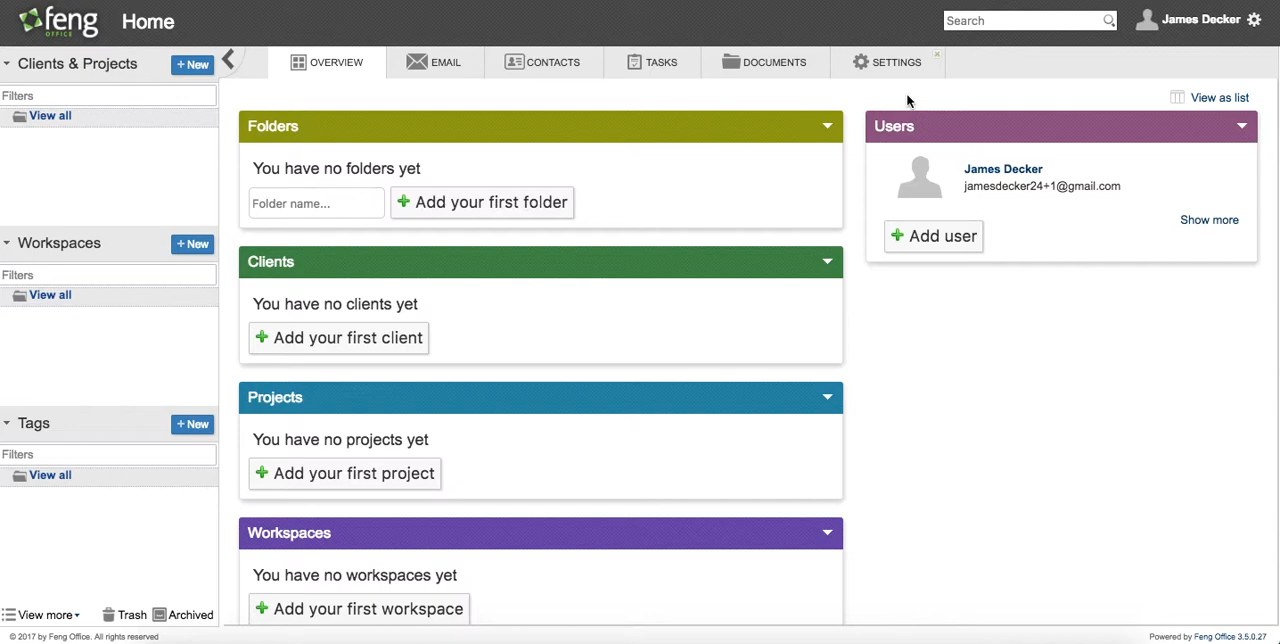 feng
OFFICE
Home
Search
James Decker
Clients & Projects
+ New
Filters
View all
Workspaces
+ New
Filters
View all
Tags
+ New
Filters
View all
View more
Trash
Archived
OVERVIEW
EMAIL
CONTACTS
TASKS
DOCUMENTS
SETTINGS
View as list
Folders
You have no folders yet
Folder name...
Add your first folder
Clients
You have no clients yet
Add your first client
Projects
You have no projects yet
Add your first project
Workspaces
You have no workspaces yet
Add your first workspace
Users
James Decker
jamesdecker24+1@gmail.com
Show more
Add user
© 2017 by Feng Office. All rights reserved
Powered by Feng Office 3.5.0.27